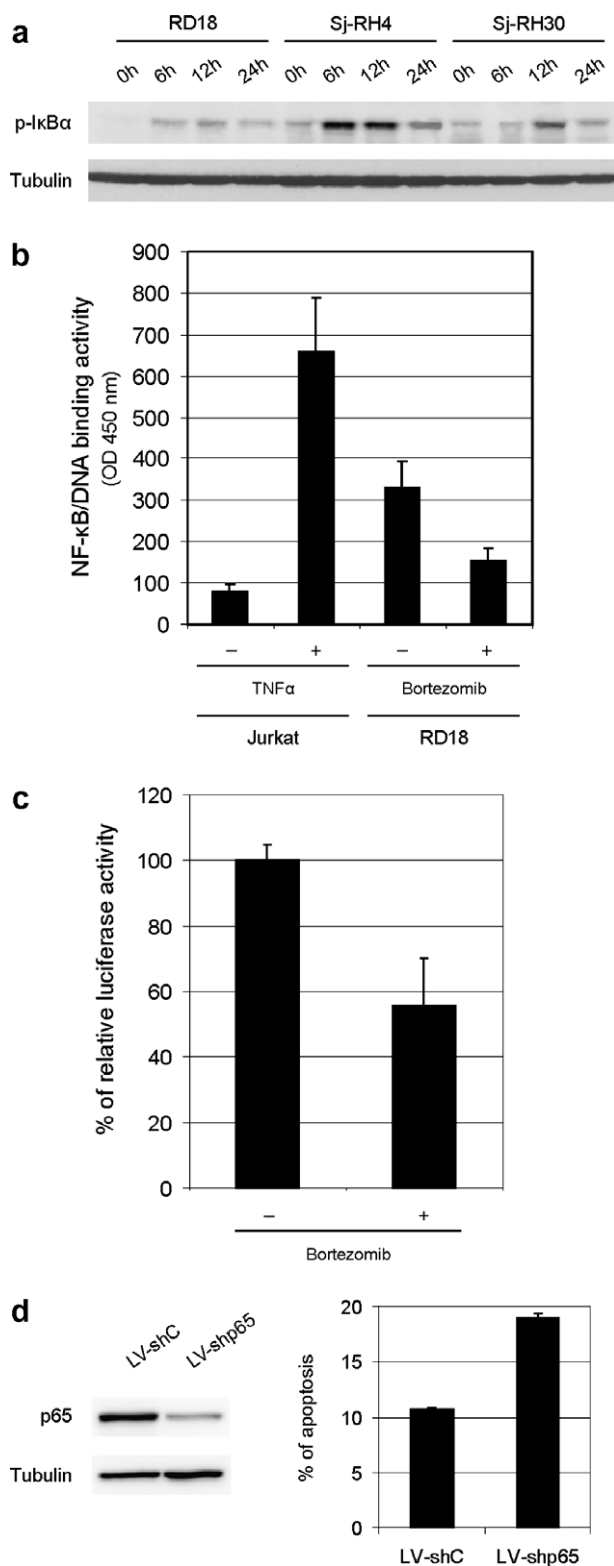 a
RD18 Sj-RH4 Sj-RH30
0h 6h 12h 24h 0h 6h 12h 24h 0h 6h 12h 24h
p-IκBα
Tubulin
b
NF-κB/DNA binding activity
(OD 450 nm)
900
800
700
600
500
400
300
200
100
0
– + – +
TNFα Bortezomib
Jurkat RD18
c
% of relative luciferase activity
120
100
80
60
40
20
0
– +
Bortezomib
d
LV-shC LV-shp65
p65
Tubulin
% of apoptosis
20
15
10
5
0
LV-shC LV-shp65